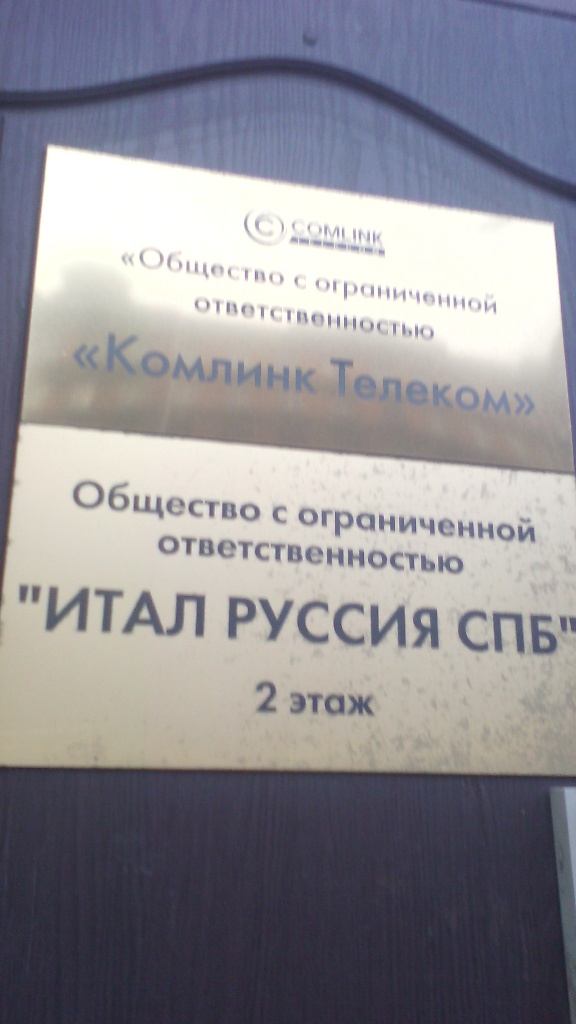 COMLINK
«Общество с ограниченной
ответственностью
«Комлинк Телеком»
Общество с ограниченной
ответственностью
"ИТАЛ РУССИЯ СПБ"
2 этаж